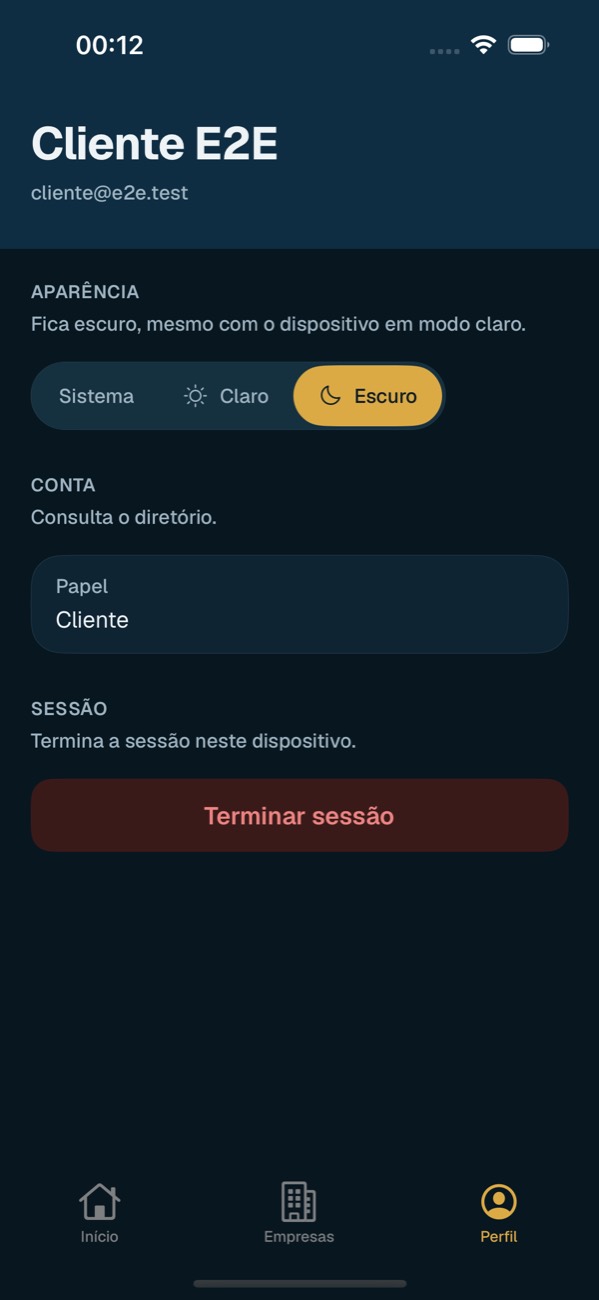 00:12
Cliente E2E
cliente@e2e.test
APARÊNCIA
Fica escuro, mesmo com o dispositivo em modo claro.
Sistema Claro Escuro
CONTA
Consulta o diretório.
Papel
Cliente
SESSÃO
Termina a sessão neste dispositivo.
Terminar sessão
Início Empresas Perfil